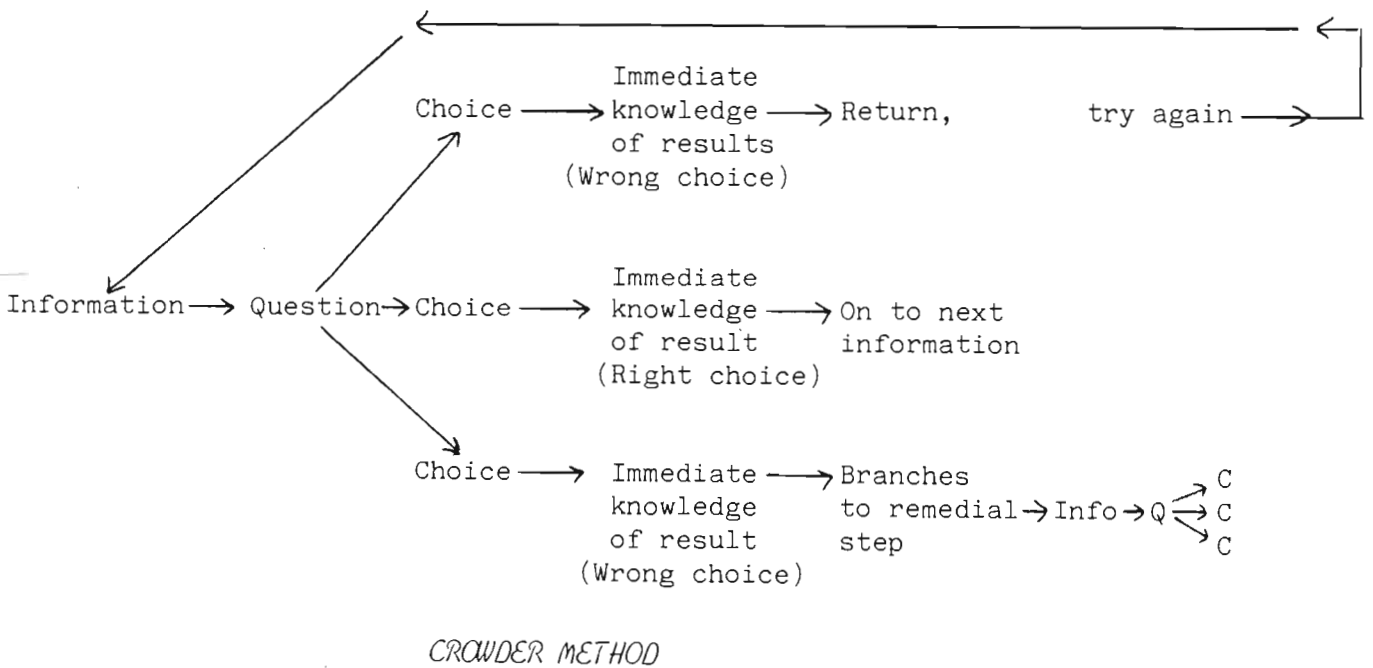 Immediate
Choice knowledge Return, try again
of results
(Wrong choice)
Immediate
Information Question Choice knowledge On to next
of result information
(Right choice)
Choice Immediate Branches C
knowledge to remedial Info Q C
of result step C
(Wrong choice)
CROWDER METHOD